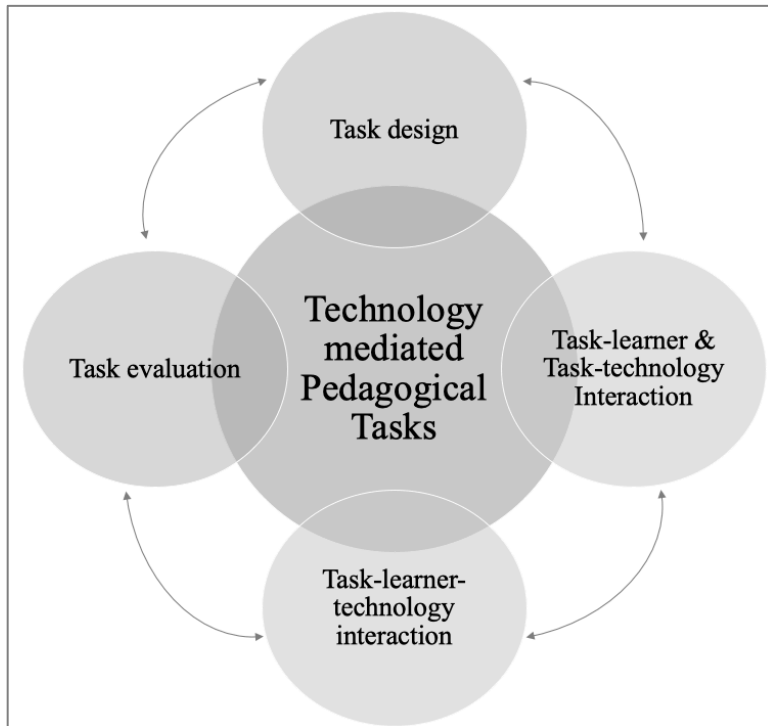 Task design
Technology
mediated
Pedagogical
Tasks
Task evaluation
Task-learner &
Task-technology
Interaction
Task-learner-
technology
interaction